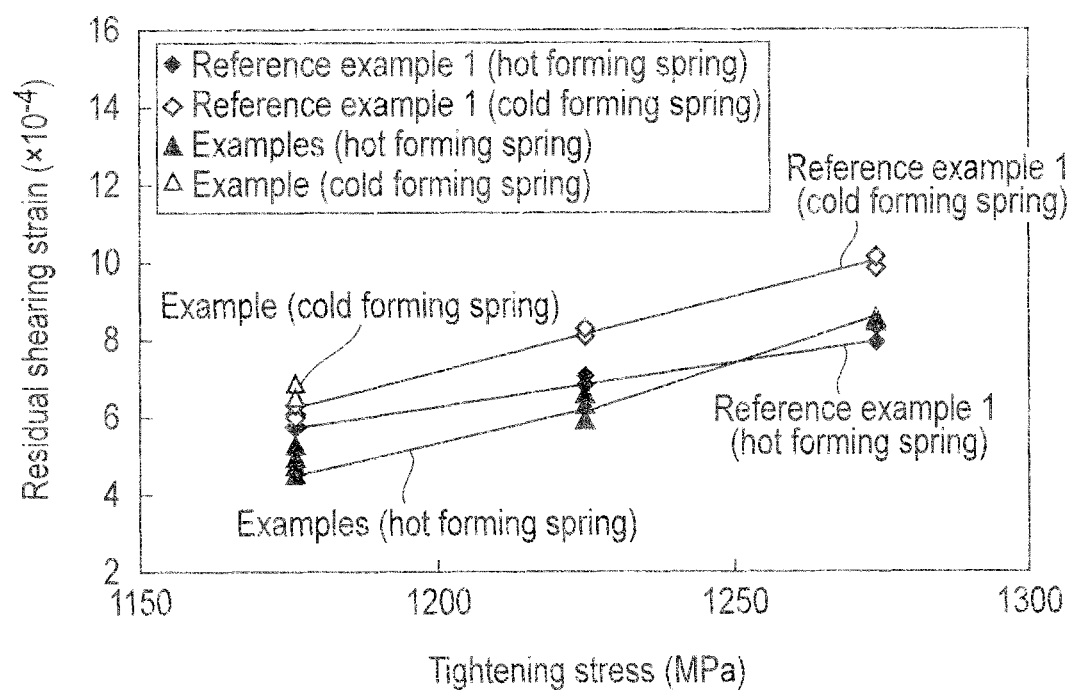 Residual shearing strain (×10⁻⁴)
16
14
12
10
8
6
4
2
◆ Reference example 1 (hot forming spring)
◇ Reference example 1 (cold forming spring)
▲ Examples (hot forming spring)
△ Example (cold forming spring)
Reference example 1
(cold forming spring)
Example (cold forming spring)
Reference example 1
(hot forming spring)
Examples (hot forming spring)
1150
1200
1250
1300
Tightening stress (MPa)